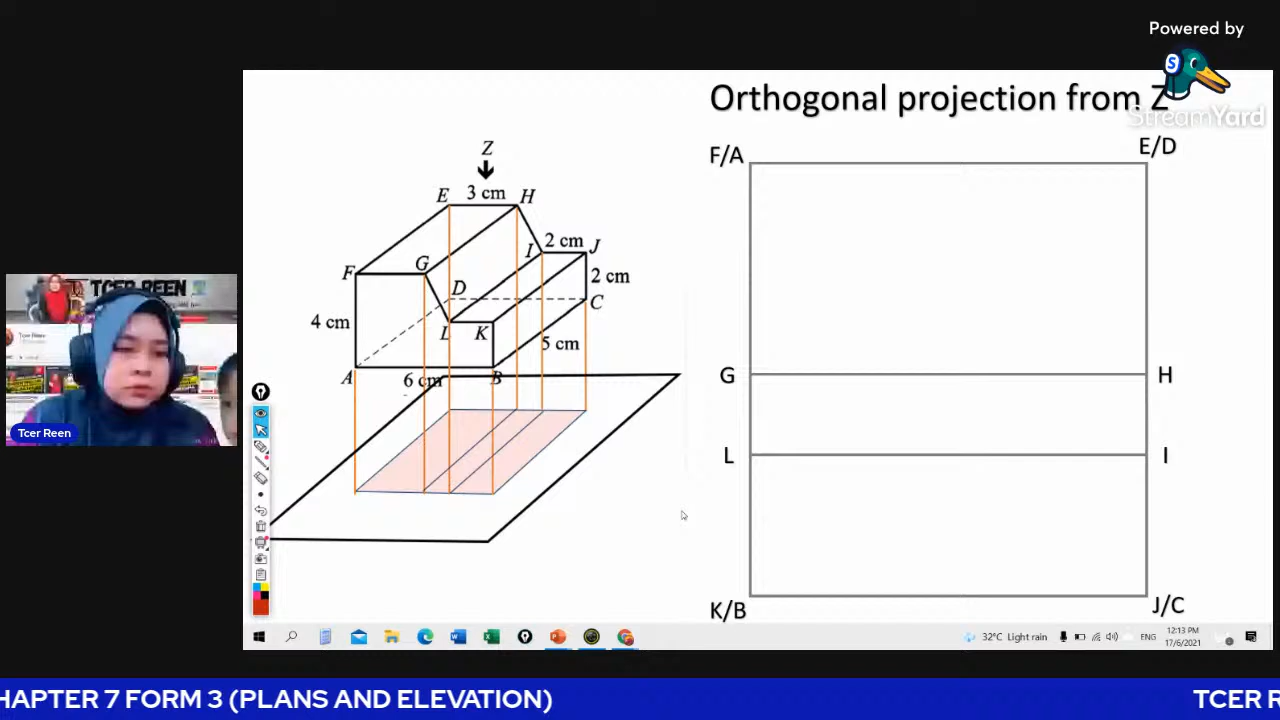 Powered by
S
StreamYard
Orthogonal projection from Z
Z
E 3 cm H
I 2 cm J
2 cm
F G
D
C
4 cm
L K
5 cm
A 6 cm B
F/A E/D
G H
L I
K/B J/C
TCER REEN
Tcer Reen
Tcer Reen
32°C Light rain
ENG
12:13 PM
17/6/2021
HAPTER 7 FORM 3 (PLANS AND ELEVATION)
TCER R